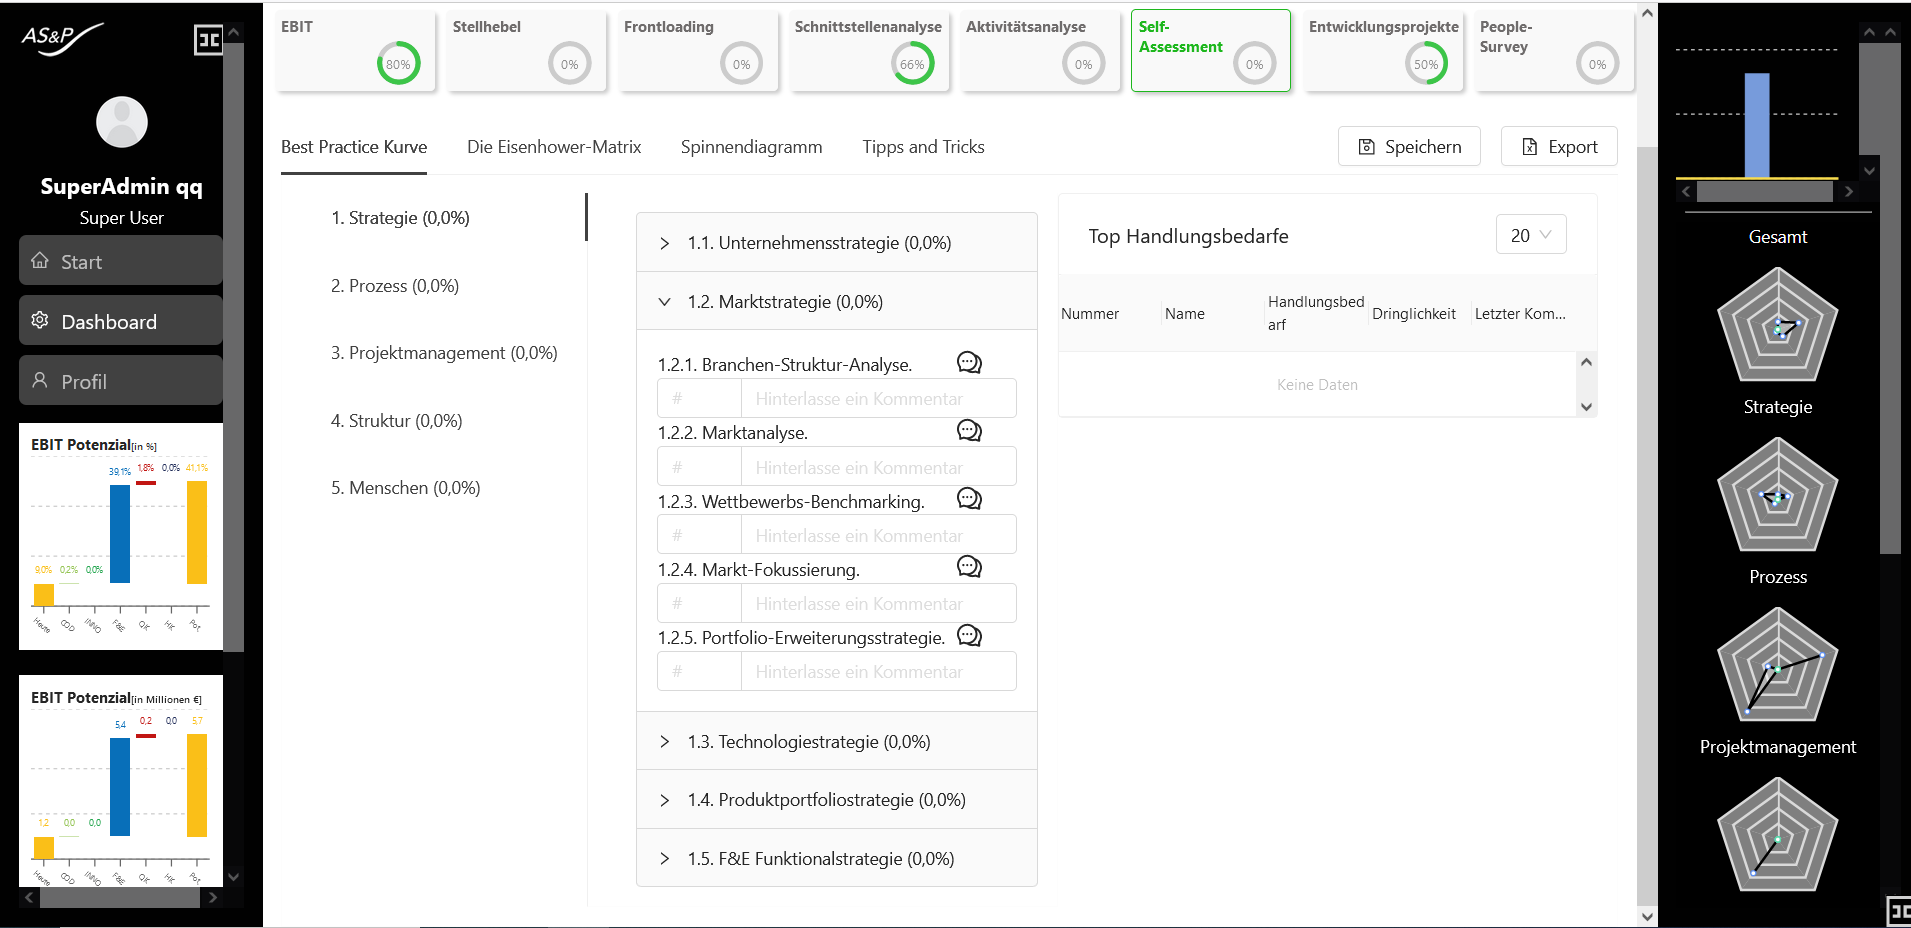 AS&P
SuperAdmin qq
Super User
Start
Dashboard
Profil
EBIT Potenzial[in %]
39,1% 1,8% 0,0% 41,1%
9,0% 0,2% 0,0%
Heute COD INNO F&E QK HK Pot.
EBIT Potenzial[in Millionen €]
5,4 0,2 0,0 5,7
1,2 0,0 0,0
Heute COD INNO F&E QK HK Pot.
EBIT
80%
Stellhebel
0%
Frontloading
0%
Schnittstellenanalyse
66%
Aktivitätsanalyse
0%
Self-
Assessment
0%
Entwicklungsprojekte
50%
People-
Survey
0%
Best Practice Kurve
Die Eisenhower-Matrix
Spinnendiagramm
Tipps and Tricks
Speichern
Export
1. Strategie (0,0%)
2. Prozess (0,0%)
3. Projektmanagement (0,0%)
4. Struktur (0,0%)
5. Menschen (0,0%)
1.1. Unternehmensstrategie (0,0%)
1.2. Marktstrategie (0,0%)
1.2.1. Branchen-Struktur-Analyse.
# Hinterlasse ein Kommentar
1.2.2. Marktanalyse.
# Hinterlasse ein Kommentar
1.2.3. Wettbewerbs-Benchmarking.
# Hinterlasse ein Kommentar
1.2.4. Markt-Fokussierung.
# Hinterlasse ein Kommentar
1.2.5. Portfolio-Erweiterungsstrategie.
# Hinterlasse ein Kommentar
1.3. Technologiestrategie (0,0%)
1.4. Produktportfoliostrategie (0,0%)
1.5. F&E Funktionalstrategie (0,0%)
Top Handlungsbedarfe
20
Nummer
Name
Handlungsbed
arf
Dringlichkeit
Letzter Kom...
Keine Daten
Gesamt
Strategie
Prozess
Projektmanagement